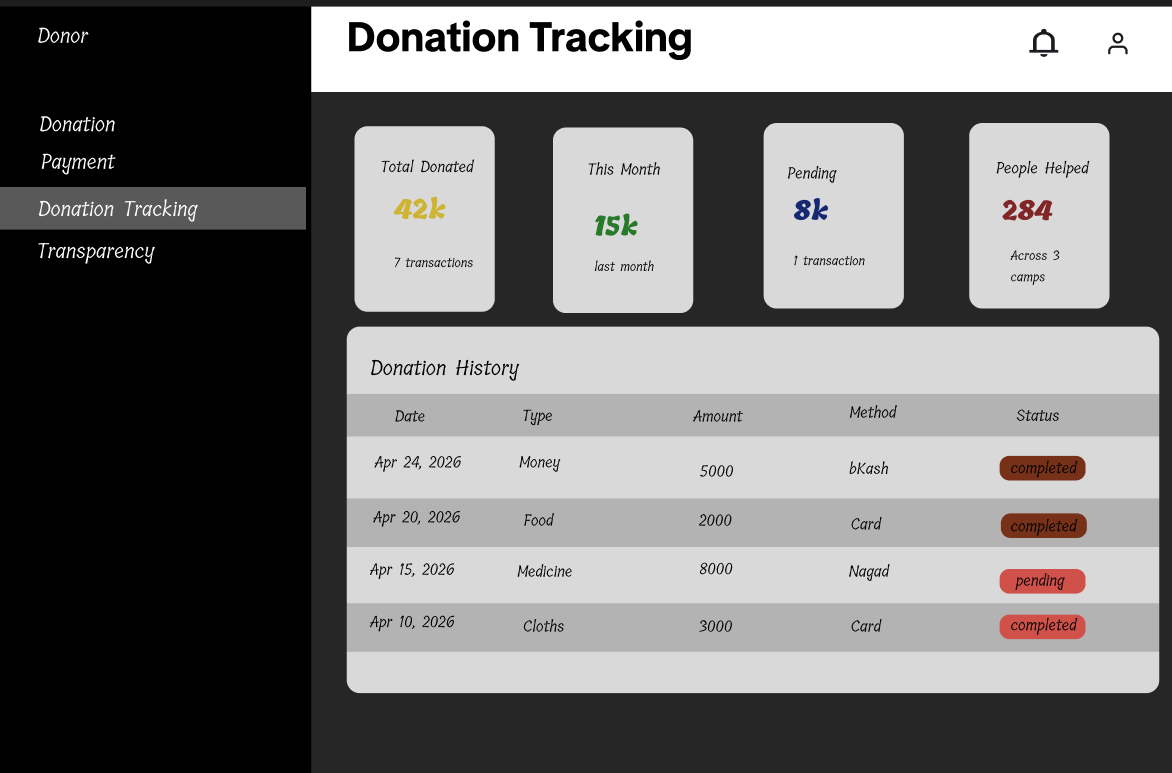 Donor
Donation
Payment
Donation Tracking
Transparency
Donation Tracking
Total Donated
42k
7 transactions
This Month
15k
last month
Pending
8k
1 transaction
People Helped
284
Across 3
camps
Donation History
Date Type Amount Method Status
Apr 24, 2026 Money 5000 bKash completed
Apr 20, 2026 Food 2000 Card completed
Apr 15, 2026 Medicine 8000 Nagad pending
Apr 10, 2026 Cloths 3000 Card completed